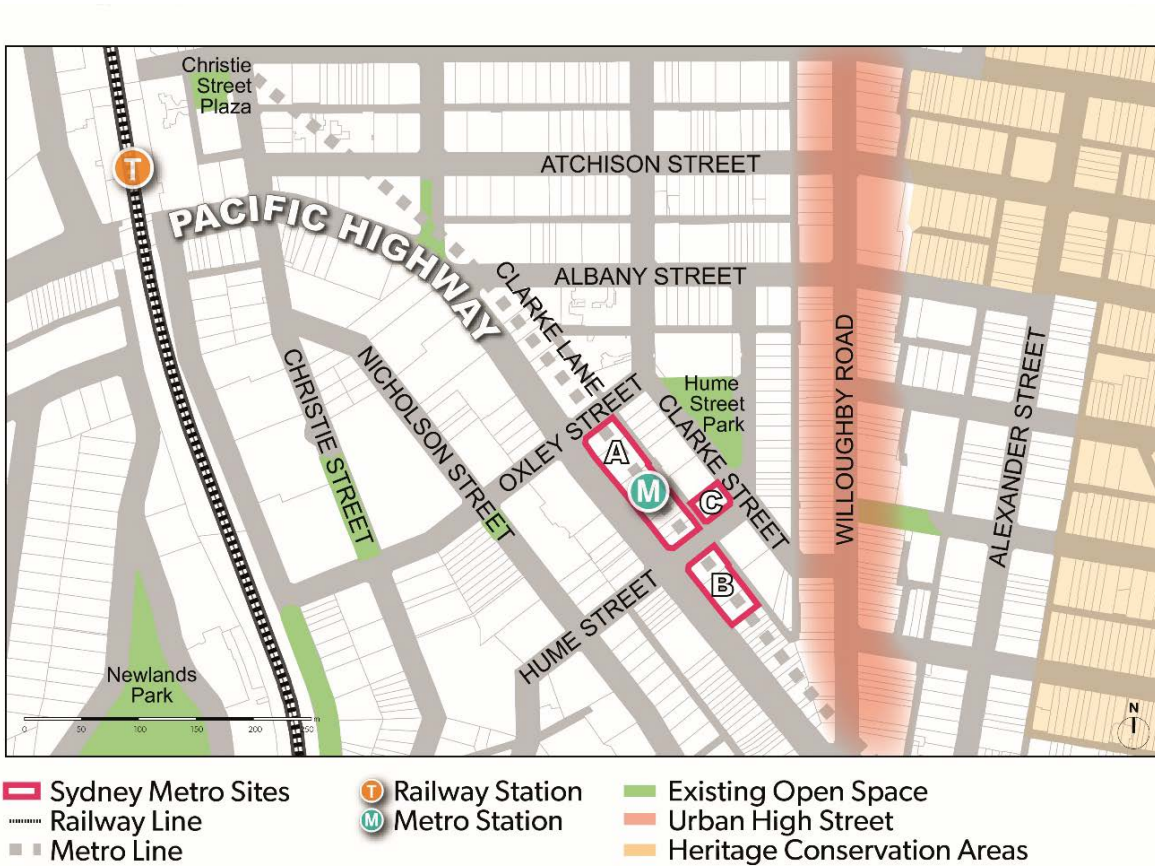 Christie
Street
Plaza
T
ATCHISON STREET
PACIFIC HIGHWAY
ALBANY STREET
CLARKE LANE
WILLOUGHBY ROAD
ALEXANDER STREET
CHRISTIE STREET
NICHOLSON STREET
OXLEY STREET
Hume
Street
Park
CLARKE STREET
A
M
C
B
HUME STREET
Newlands
Park
0 50 100 150 200 250 m
N
Sydney Metro Sites
Railway Line
Metro Line
T Railway Station
M Metro Station
Existing Open Space
Urban High Street
Heritage Conservation Areas